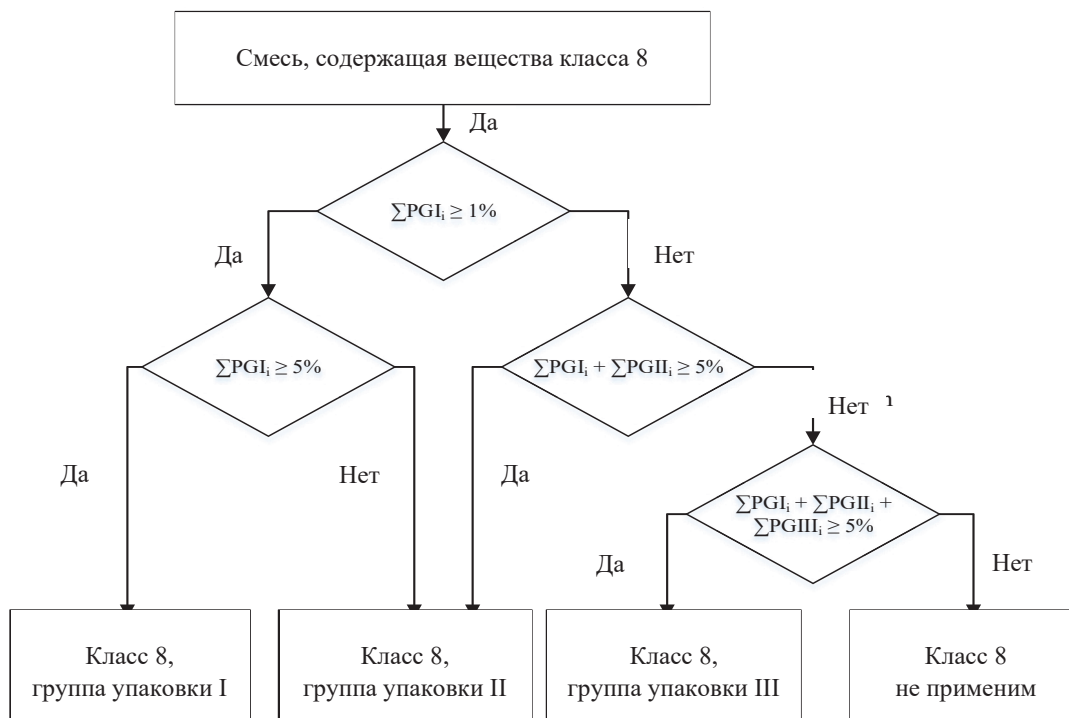 Смесь, содержащая вещества класса 8
Да
∑PGIᵢ ≥ 1%
Да
Нет
∑PGIᵢ ≥ 5%
∑PGIᵢ + ∑PGIIᵢ ≥ 5%
Нет
Да
Нет
Да
∑PGIᵢ + ∑PGIIᵢ +
∑PGIIIᵢ ≥ 5%
Да
Нет
Класс 8,
группа упаковки I
Класс 8,
группа упаковки II
Класс 8,
группа упаковки III
Класс 8
не применим